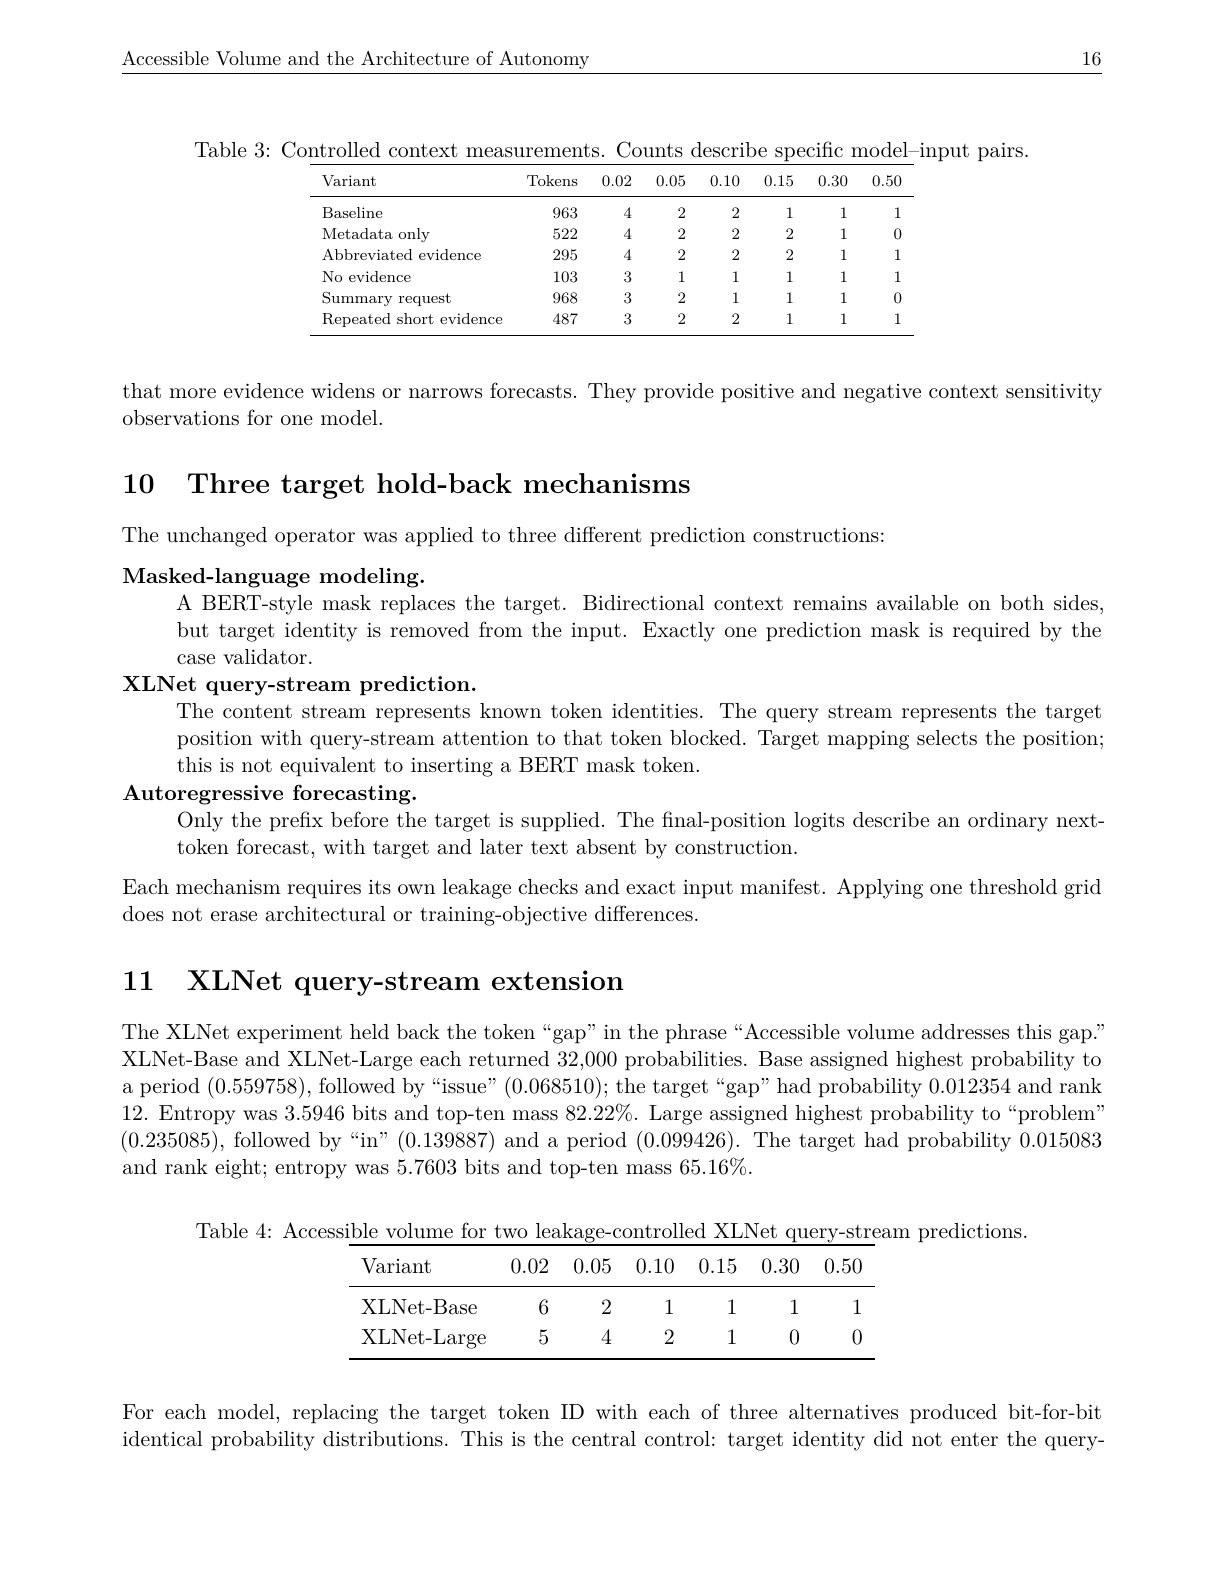 Accessible Volume and the Architecture of Autonomy 16
Table 3: Controlled context measurements. Counts describe specific model–input pairs.
Variant Tokens 0.02 0.05 0.10 0.15 0.30 0.50
Baseline 963 4 2 2 1 1 1
Metadata only 522 4 2 2 2 1 0
Abbreviated evidence 295 4 2 2 2 1 1
No evidence 103 3 1 1 1 1 1
Summary request 968 3 2 1 1 1 0
Repeated short evidence 487 3 2 2 1 1 1
that more evidence widens or narrows forecasts. They provide positive and negative context sensitivity
observations for one model.
10 Three target hold-back mechanisms
The unchanged operator was applied to three different prediction constructions:
Masked-language modeling.
A BERT-style mask replaces the target. Bidirectional context remains available on both sides,
but target identity is removed from the input. Exactly one prediction mask is required by the
case validator.
XLNet query-stream prediction.
The content stream represents known token identities. The query stream represents the target
position with query-stream attention to that token blocked. Target mapping selects the position;
this is not equivalent to inserting a BERT mask token.
Autoregressive forecasting.
Only the prefix before the target is supplied. The final-position logits describe an ordinary next-
token forecast, with target and later text absent by construction.
Each mechanism requires its own leakage checks and exact input manifest. Applying one threshold grid
does not erase architectural or training-objective differences.
11 XLNet query-stream extension
The XLNet experiment held back the token “gap” in the phrase “Accessible volume addresses this gap.”
XLNet-Base and XLNet-Large each returned 32,000 probabilities. Base assigned highest probability to
a period (0.559758), followed by “issue” (0.068510); the target “gap” had probability 0.012354 and rank
12. Entropy was 3.5946 bits and top-ten mass 82.22%. Large assigned highest probability to “problem”
(0.235085), followed by “in” (0.139887) and a period (0.099426). The target had probability 0.015083
and rank eight; entropy was 5.7603 bits and top-ten mass 65.16%.
Table 4: Accessible volume for two leakage-controlled XLNet query-stream predictions.
Variant 0.02 0.05 0.10 0.15 0.30 0.50
XLNet-Base 6 2 1 1 1 1
XLNet-Large 5 4 2 1 0 0
For each model, replacing the target token ID with each of three alternatives produced bit-for-bit
identical probability distributions. This is the central control: target identity did not enter the query-